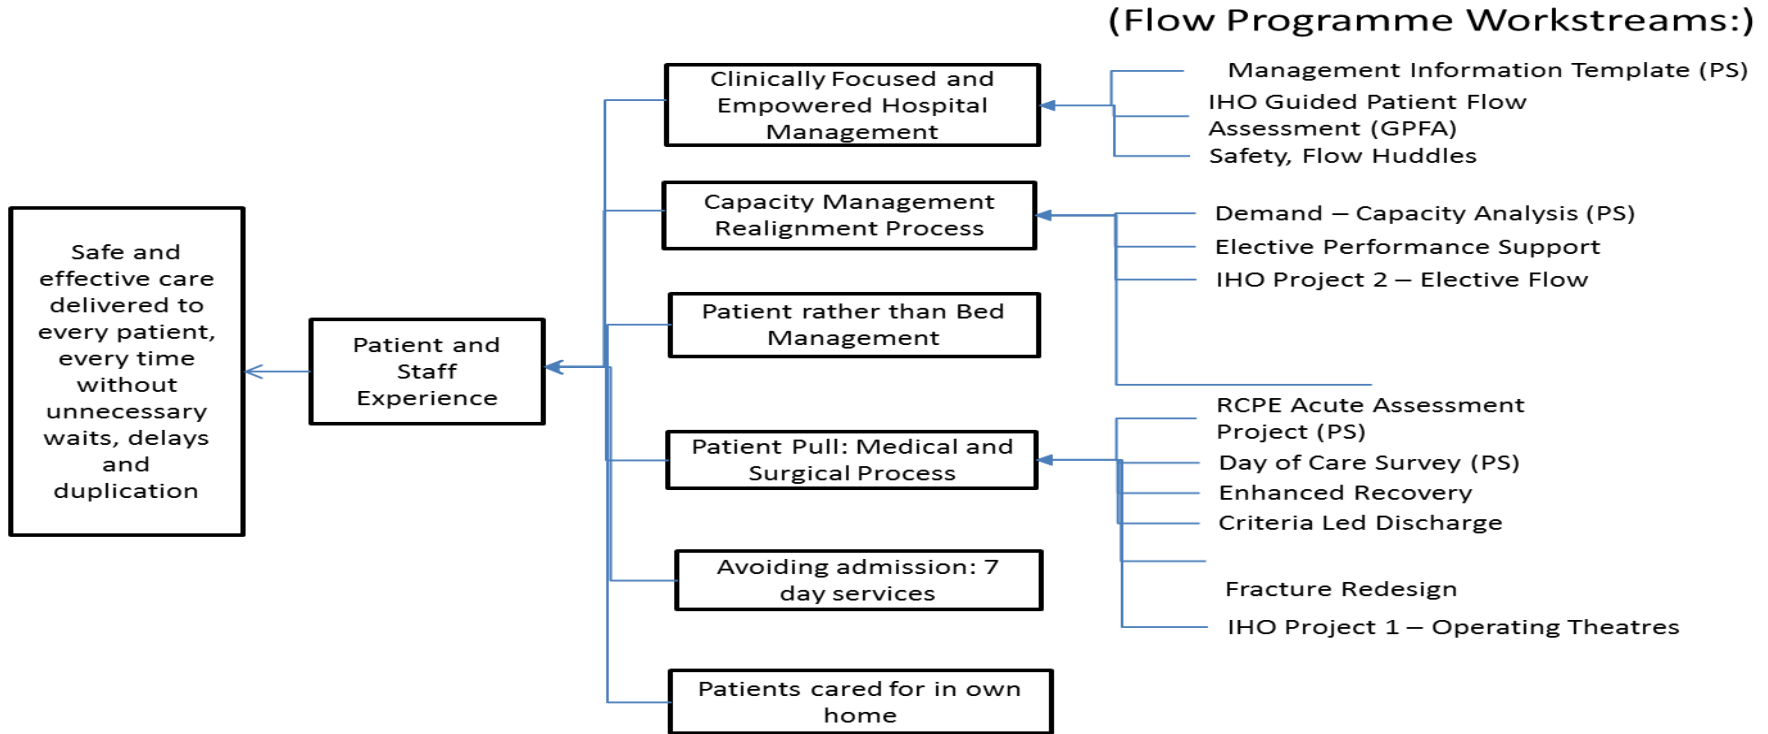 (Flow Programme Workstreams:)
Safe and
effective care
delivered to
every patient,
every time
without
unnecessary
waits, delays
and
duplication
Patient and
Staff
Experience
Clinically Focused and
Empowered Hospital
Management
Capacity Management
Realignment Process
Patient rather than Bed
Management
Patient Pull: Medical and
Surgical Process
Avoiding admission: 7
day services
Patients cared for in own
home
Management Information Template (PS)
IHO Guided Patient Flow
Assessment (GPFA)
Safety, Flow Huddles
Demand – Capacity Analysis (PS)
Elective Performance Support
IHO Project 2 – Elective Flow
RCPE Acute Assessment
Project (PS)
Day of Care Survey (PS)
Enhanced Recovery
Criteria Led Discharge
Fracture Redesign
IHO Project 1 – Operating Theatres